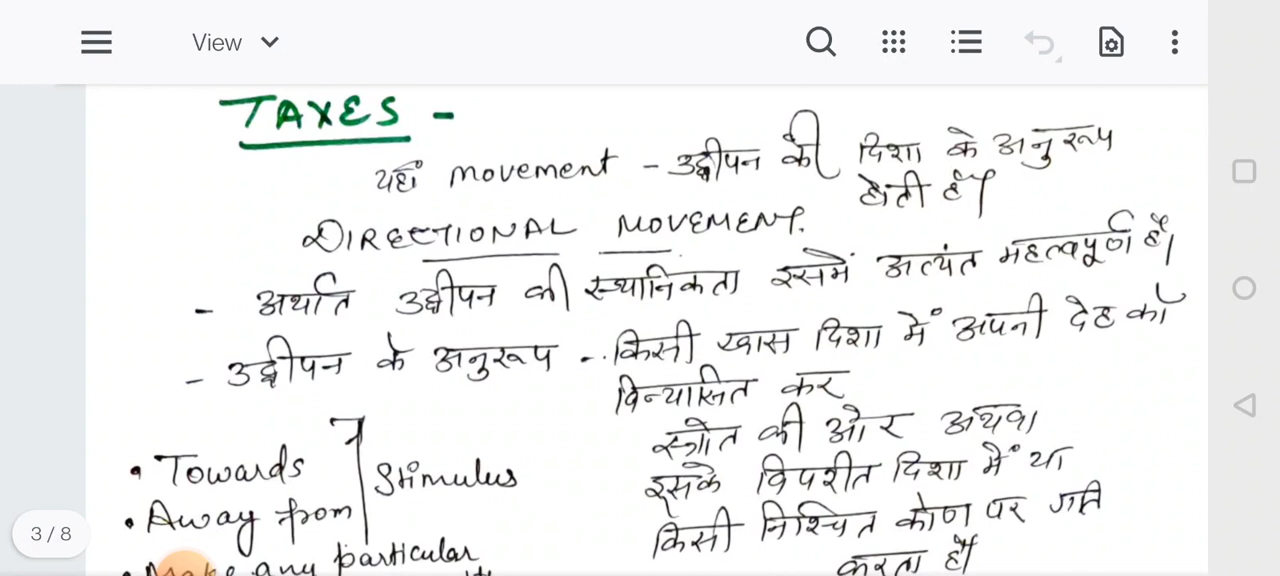 View
TAXES -
यहाँ movement - उद्दीपन की दिशा के अनुरूप
होती है।
DIRECTIONAL MOVEMENT.
- अर्थात उद्दीपन की स्थानिकता इसमें अत्यंत महत्वपूर्ण है।
- उद्दीपन के अनुरूप - किसी खास दिशा में अपनी देह को
विन्यासित कर
स्त्रोत की ओर अथवा
इसके विपरीत दिशा में या
किसी निश्चित कोण पर गति
करता है।
• Towards
• Away from
Stimulus
• Make any particular
3 / 8